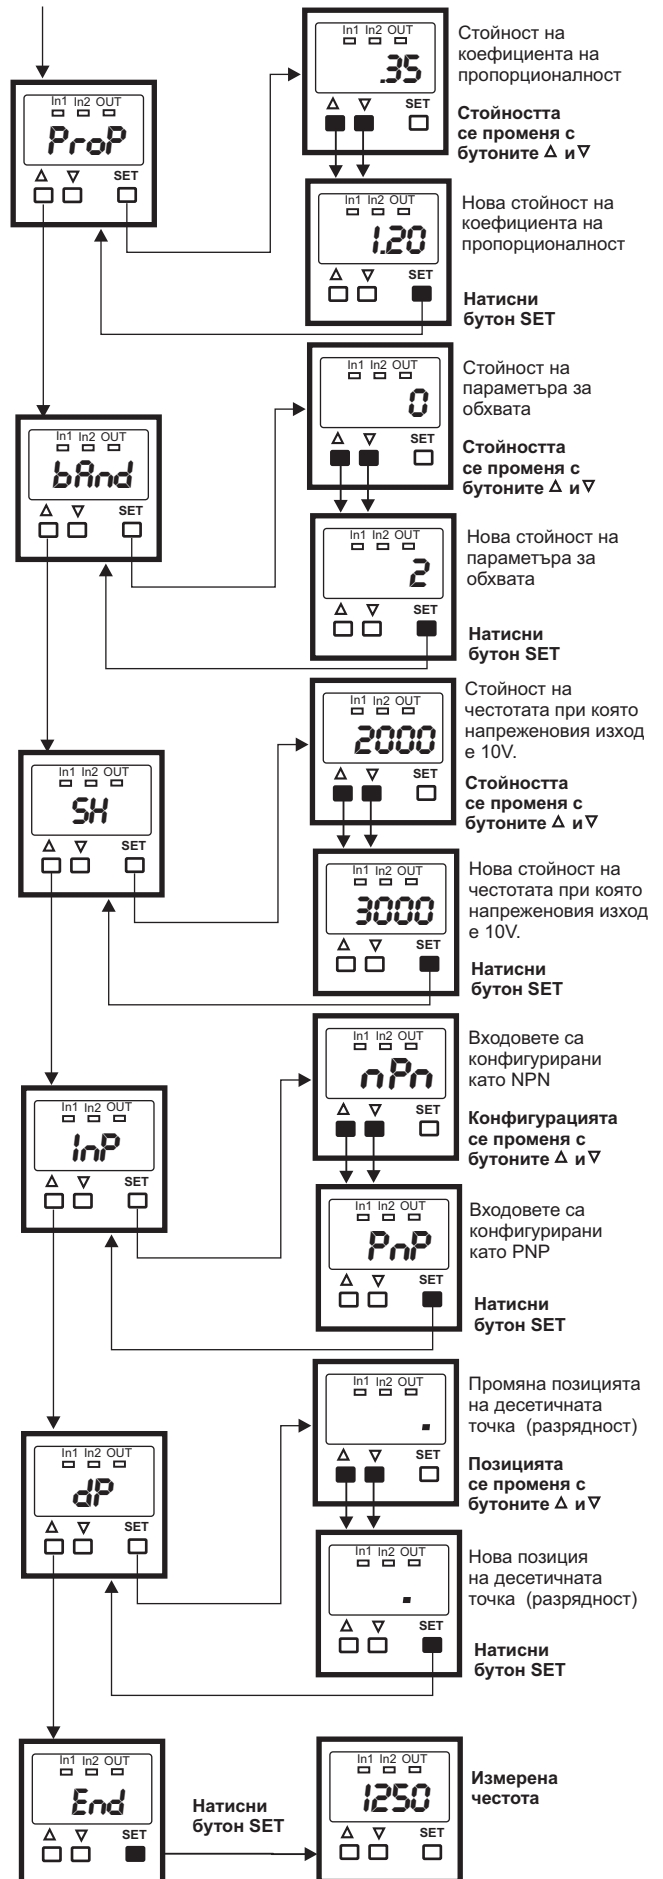 In1 In2 OUT
.35
Δ ∇ SET
Стойност на
коефициента на
пропорционалност
Стойността
се променя с
бутоните Δ и ∇
In1 In2 OUT
ProP
Δ ∇ SET
In1 In2 OUT
1.20
Δ ∇ SET
Нова стойност на
коефициента на
пропорционалност
Натисни
бутон SET
In1 In2 OUT
0
Δ ∇ SET
Стойност на
параметъра за
обхвата
Стойността
се променя с
бутоните Δ и ∇
In1 In2 OUT
bAnd
Δ ∇ SET
In1 In2 OUT
2
Δ ∇ SET
Нова стойност на
параметъра за
обхвата
Натисни
бутон SET
In1 In2 OUT
2000
Δ ∇ SET
Стойност на
честотата при която
напреженовия изход
е 10V.
Стойността
се променя с
бутоните Δ и ∇
In1 In2 OUT
SH
Δ ∇ SET
In1 In2 OUT
3000
Δ ∇ SET
Нова стойност на
честотата при която
напреженовия изход
е 10V.
Натисни
бутон SET
In1 In2 OUT
nPn
Δ ∇ SET
Входовете са
конфигурирани
като NPN
Конфигурацията
се променя с
бутоните Δ и ∇
In1 In2 OUT
InP
Δ ∇ SET
In1 In2 OUT
PnP
Δ ∇ SET
Входовете са
конфигурирани
като PNP
Натисни
бутон SET
In1 In2 OUT
.
Δ ∇ SET
Промяна позицията
на десетичната
точка (разрядност)
Позицията
се променя с
бутоните Δ и ∇
In1 In2 OUT
dP
Δ ∇ SET
In1 In2 OUT
.
Δ ∇ SET
Нова позиция
на десетичната
точка (разрядност)
Натисни
бутон SET
In1 In2 OUT
End
Δ ∇ SET
Натисни
бутон SET
In1 In2 OUT
1250
Δ ∇ SET
Измерена
честота